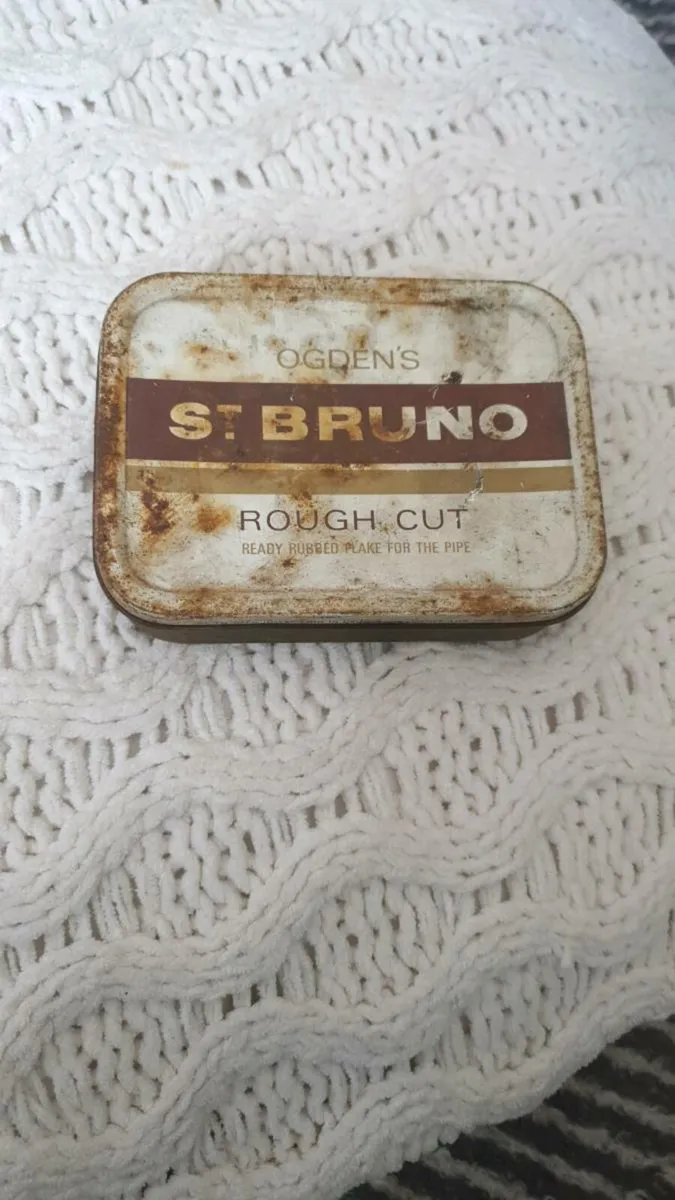 OGDEN'S
ST BRUNO
ROUGH CUT
READY RUBBED FLAKE FOR THE PIPE